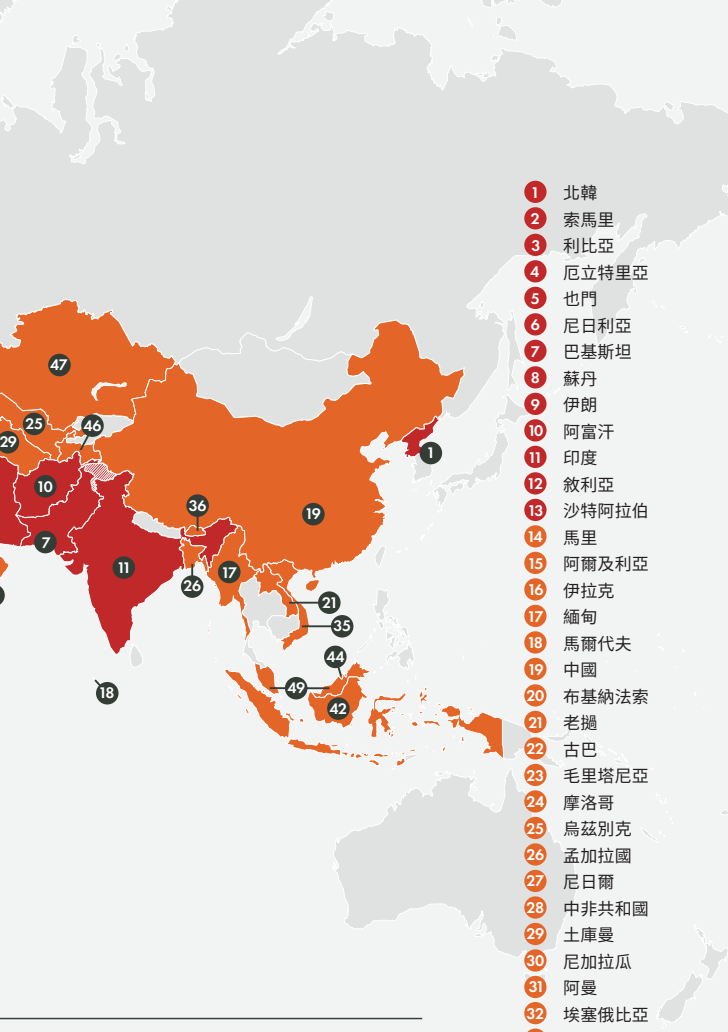 47
46
25
29
10
7
11
36
26
17
19
1
21
35
44
49
42
18
1 北韓
2 索馬里
3 利比亞
4 厄立特里亞
5 也門
6 尼日利亞
7 巴基斯坦
8 蘇丹
9 伊朗
10 阿富汗
11 印度
12 敘利亞
13 沙特阿拉伯
14 馬里
15 阿爾及利亞
16 伊拉克
17 緬甸
18 馬爾代夫
19 中國
20 布基納法索
21 老撾
22 古巴
23 毛里塔尼亞
24 摩洛哥
25 烏茲別克
26 孟加拉國
27 尼日爾
28 中非共和國
29 土庫曼
30 尼加拉瓜
31 阿曼
32 埃塞俄比亞